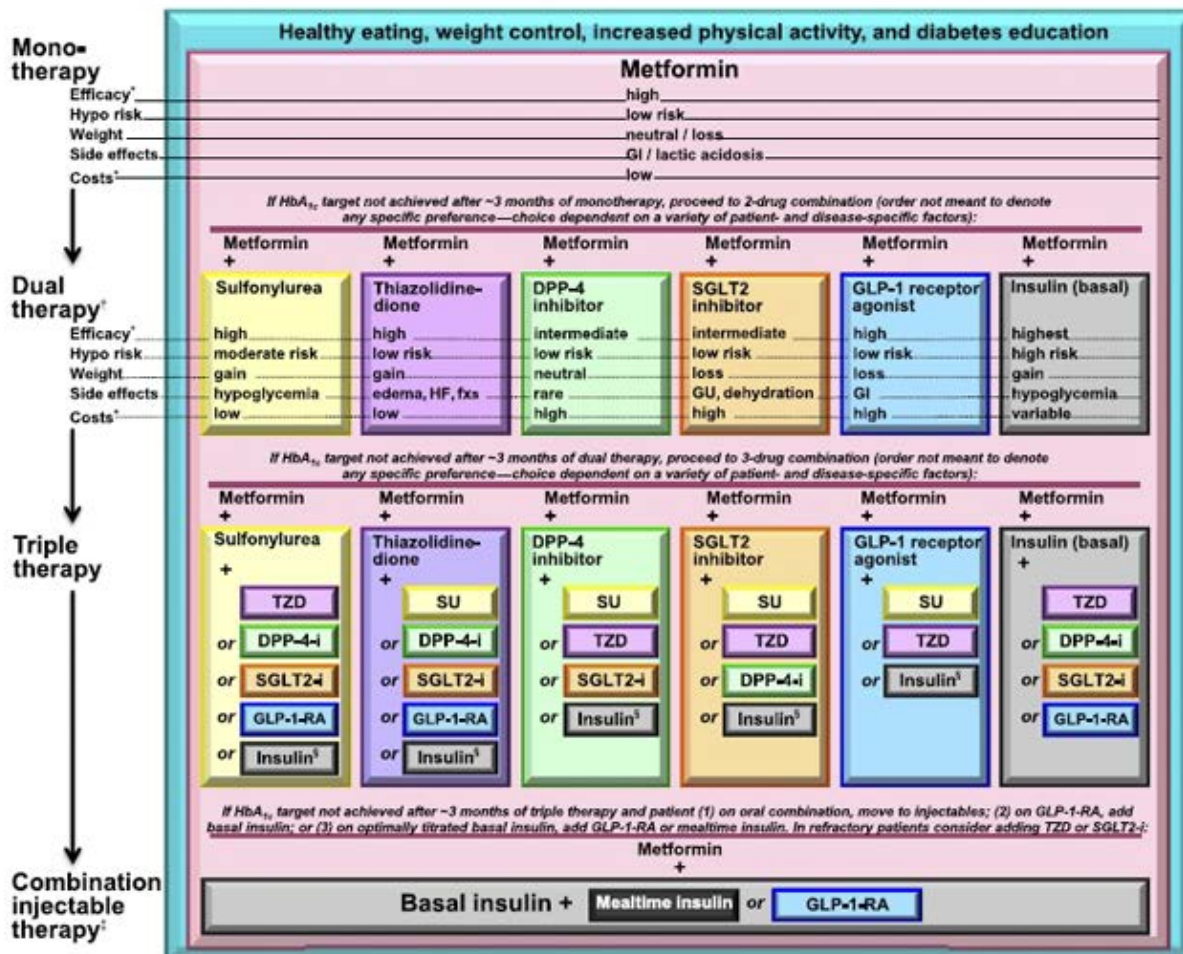 Healthy eating, weight control, increased physical activity, and diabetes education
Mono-
therapy
Metformin
Efficacy* high
Hypo risk low risk
Weight neutral / loss
Side effects GI / lactic acidosis
Costs* low
If HbA1c target not achieved after ~3 months of monotherapy, proceed to 2-drug combination (order not meant to denote
any specific preference—choice dependent on a variety of patient- and disease-specific factors):
Metformin Metformin Metformin Metformin Metformin Metformin
+ + + + + +
Dual
therapy†
Sulfonylurea
Thiazolidine-
dione
DPP-4
inhibitor
SGLT2
inhibitor
GLP-1 receptor
agonist
Insulin (basal)
Efficacy* high high intermediate intermediate high highest
Hypo risk moderate risk low risk low risk low risk low risk high risk
Weight gain gain neutral loss loss gain
Side effects hypoglycemia edema, HF, fxs rare GU, dehydration GI hypoglycemia
Costs* low low high high high variable
If HbA1c target not achieved after ~3 months of dual therapy, proceed to 3-drug combination (order not meant to denote
any specific preference—choice dependent on a variety of patient- and disease-specific factors):
Metformin Metformin Metformin Metformin Metformin Metformin
+ + + + + +
Triple
therapy
Sulfonylurea
+
TZD
or DPP-4-i
or SGLT2-i
or GLP-1-RA
or Insulin§
Thiazolidine-
dione
+
SU
or DPP-4-i
or SGLT2-i
or GLP-1-RA
or Insulin§
DPP-4
inhibitor
+
SU
or TZD
or SGLT2-i
or Insulin§
SGLT2
inhibitor
+
SU
or TZD
or DPP-4-i
or Insulin§
GLP-1 receptor
agonist
+
SU
or TZD
or Insulin§
Insulin (basal)
+
TZD
or DPP-4-i
or SGLT2-i
or GLP-1-RA
If HbA1c target not achieved after ~3 months of triple therapy and patient (1) on oral combination, move to injectables; (2) on GLP-1-RA, add
basal insulin; or (3) on optimally titrated basal insulin, add GLP-1-RA or mealtime insulin. In refractory patients consider adding TZD or SGLT2-i:
Metformin
+
Combination
injectable
therapy‡
Basal insulin + Mealtime insulin or GLP-1-RA